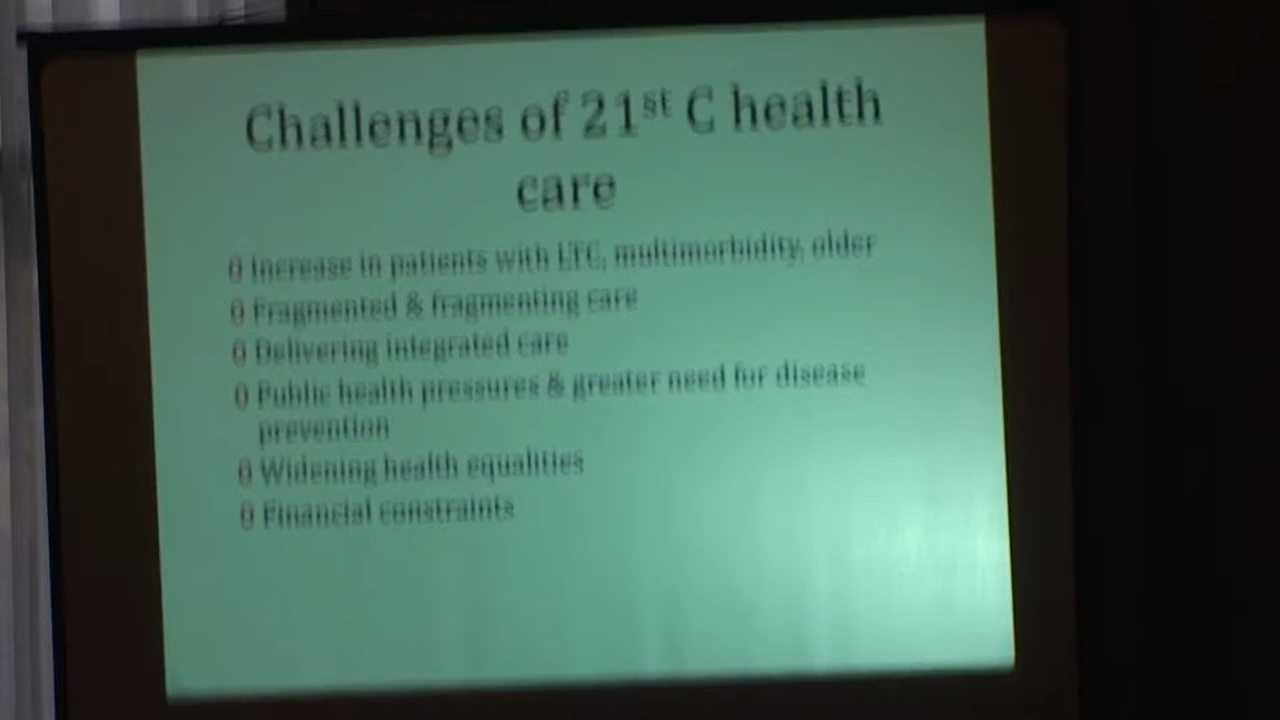 Challenges of 21st C health
care
0 Increase in patients with LTC, multimorbidity, older
0 Fragmented & fragmenting care
0 Delivering integrated care
0 Public health pressures & greater need for disease
prevention
0 Widening health equalities
0 Financial constraints